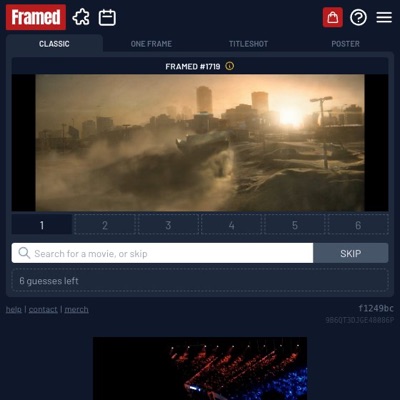 Framed
CLASSIC
ONE FRAME
TITLESHOT
POSTER
FRAMED #1719
1 2 3 4 5 6
Search for a movie, or skip
SKIP
6 guesses left
help | contact | merch
f1249bc